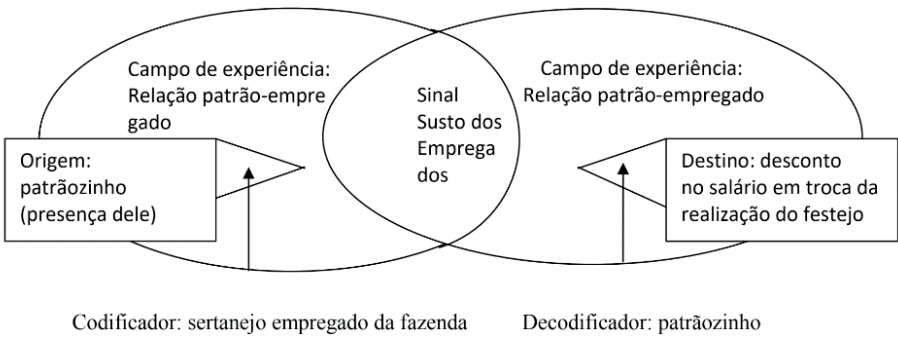 Campo de experiência:
Relação patrão-empre
gado
Origem:
patrãozinho
(presença dele)
Sinal
Susto dos
Emprega
dos
Campo de experiência:
Relação patrão-empregado
Destino: desconto
no salário em troca da
realização do festejo
Codificador: sertanejo empregado da fazenda
Decodificador: patrãozinho